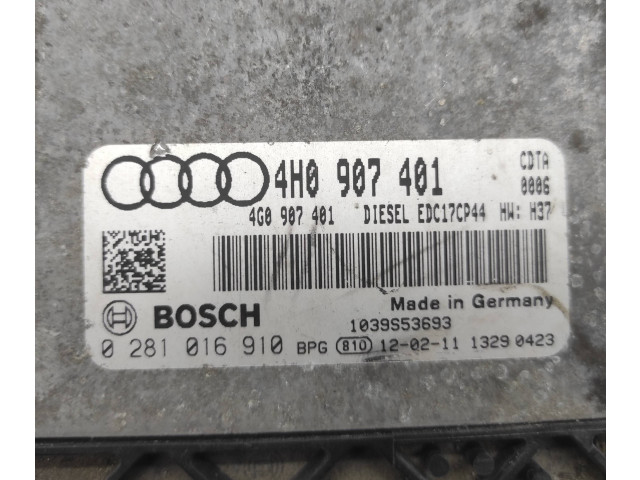 4H0 907 401 CDTA
0006
4G0 907 401 DIESEL EDC17CP44 HW: H37
BOSCH Made in Germany
1039S53693
0 281 016 910 BPG 810 12-02-11 1329 0423